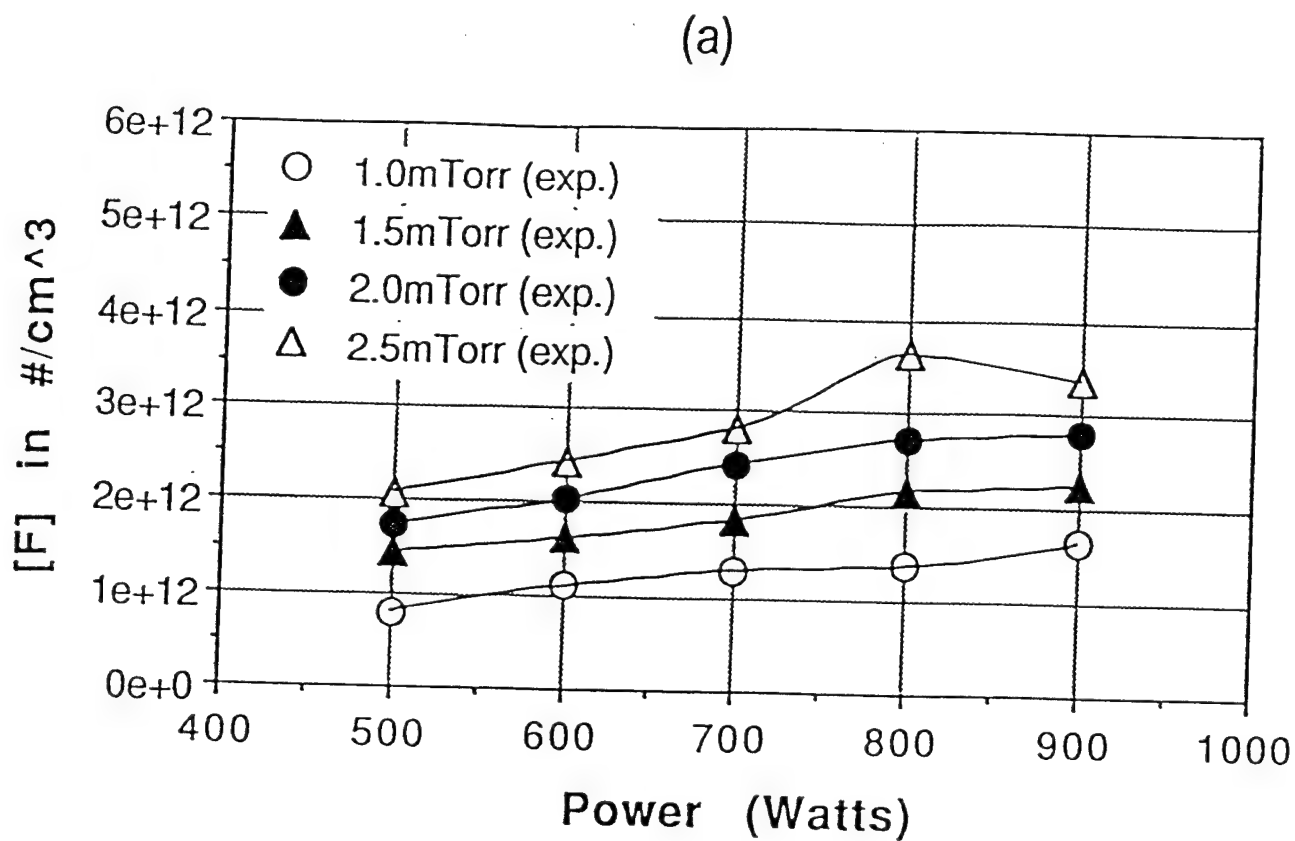 (a)
6e+12
5e+12
4e+12
3e+12
2e+12
1e+12
0e+0
[F] in #/cm^3
1.0mTorr (exp.)
1.5mTorr (exp.)
2.0mTorr (exp.)
2.5mTorr (exp.)
400 500 600 700 800 900 1000
Power (Watts)